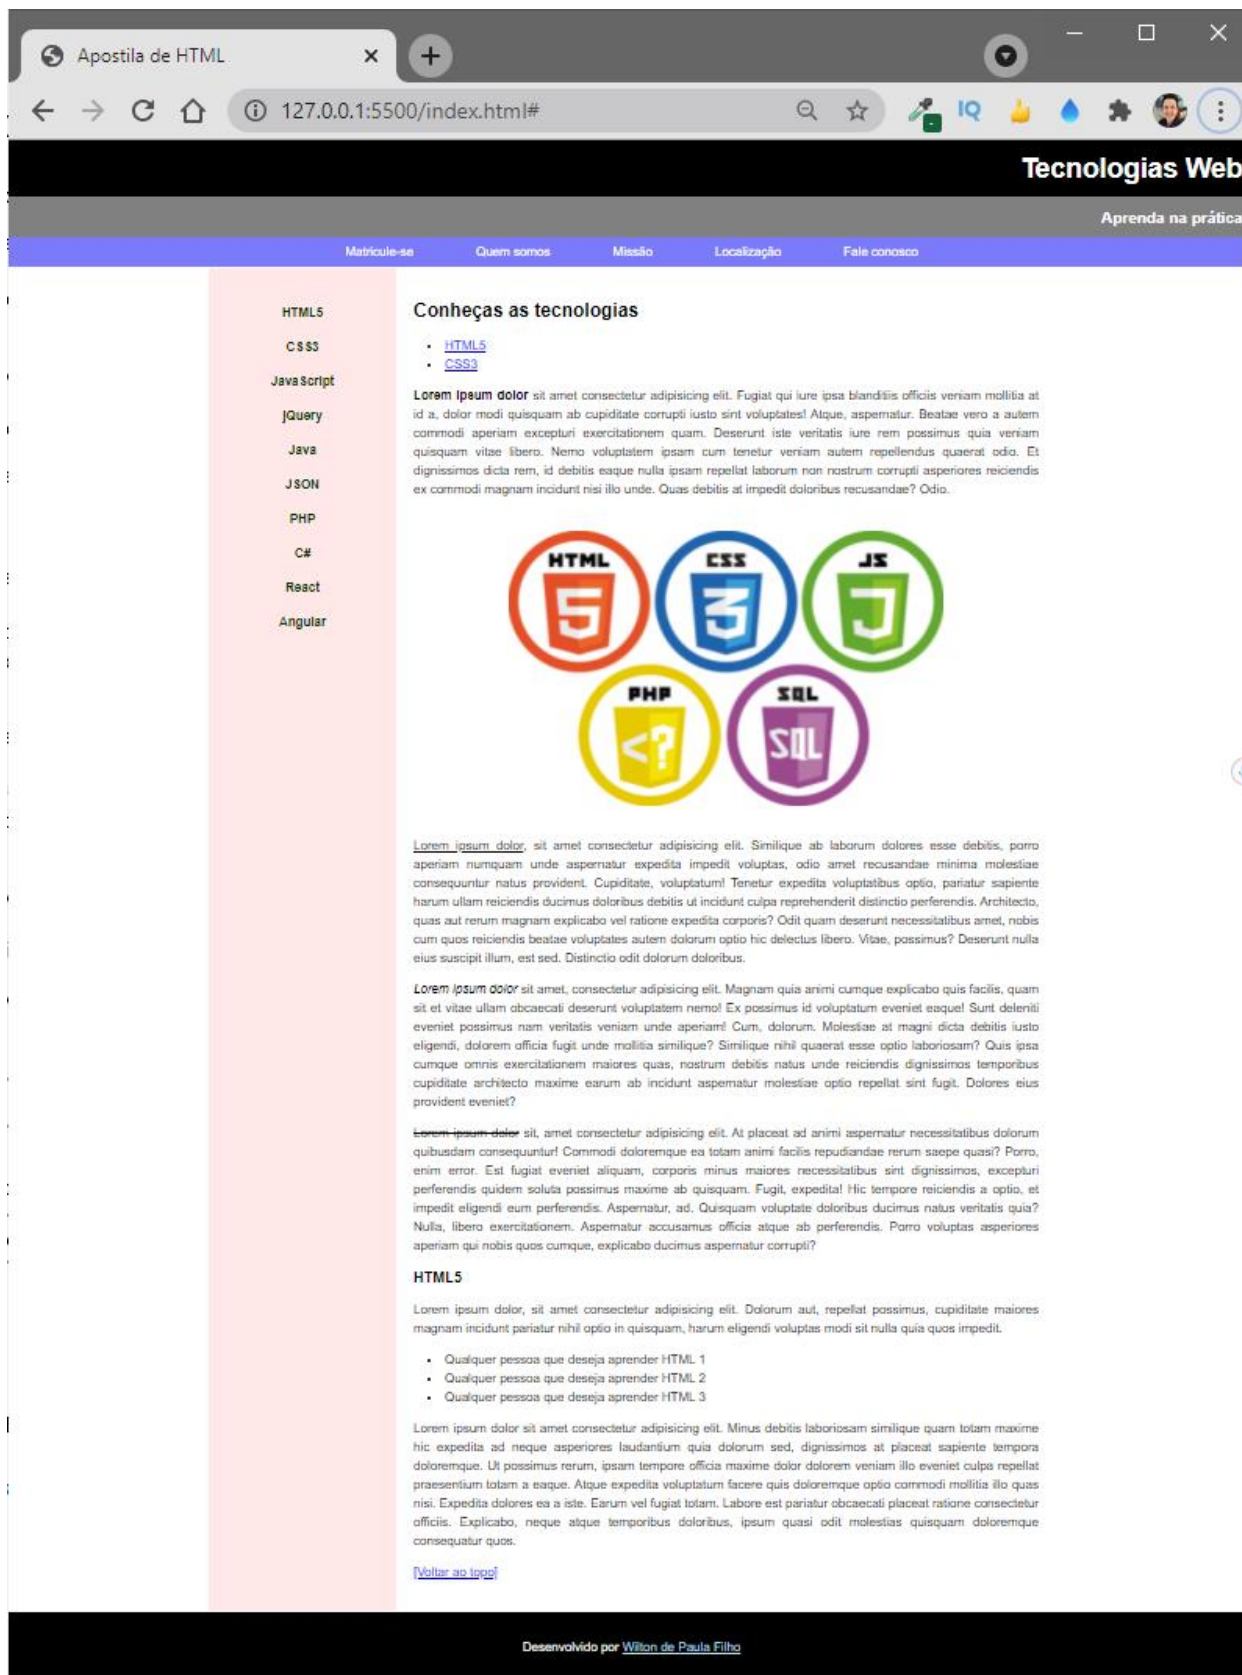 Apostila de HTML
127.0.0.1:5500/index.html#
IQ
Tecnologias Web
Aprenda na prática
Matricule-se Quem somos Missão Localização Fale conosco
HTML5
CSS3
JavaScript
jQuery
Java
JSON
PHP
C#
React
Angular
Conheças as tecnologias
• HTML5
• CSS3
Lorem ipsum dolor sit amet consectetur adipisicing elit. Fugiat qui iure ipsa blanditiis officiis veniam mollitia at
id a, dolor modi quisquam ab cupiditate corrupti iusto sint voluptates! Atque, aspernatur. Beatae vero a autem
commodi aperiam excepturi exercitationem quam. Deserunt iste veritatis iure rem possimus quia veniam
quisquam vitae libero. Nemo voluptatem ipsam cum tenetur veniam autem repellendus quaerat odio. Et
dignissimos dicta rem, id debitis eaque nulla ipsam repellat laborum non nostrum corrupti asperiores reiciendis
ex commodi magnam incidunt nisi illo unde. Quas debitis at impedit doloribus recusandae? Odio.
HTML CSS JS
5 3 J
PHP SQL
<? SQL
Lorem ipsum dolor, sit amet consectetur adipisicing elit. Similique ab laborum dolores esse debitis, porro
aperiam numquam unde aspernatur expedita impedit voluptas, odio amet recusandae minima molestiae
consequuntur natus provident. Cupiditate, voluptatum! Tenetur expedita voluptatibus optio, pariatur sapiente
harum ullam reiciendis ducimus doloribus debitis ut incidunt culpa reprehenderit distinctio perferendis. Architecto,
quas aut rerum magnam explicabo vel ratione expedita corporis? Odit quam deserunt necessitatibus amet, nobis
cum quos reiciendis beatae voluptates autem dolorum optio hic delectus libero. Vitae, possimus? Deserunt nulla
eius suscipit illum, est sed. Distinctio odit dolorum doloribus.
Lorem ipsum dolor sit amet, consectetur adipisicing elit. Magnam quia animi cumque explicabo quis facilis, quam
sit et vitae ullam obcaecati deserunt voluptatem nemo! Ex possimus id voluptatum eveniet eaque! Sunt deleniti
eveniet possimus nam veritatis veniam unde aperiam! Cum, dolorum. Molestiae at magni dicta debitis iusto
eligendi, dolorem officia fugit unde mollitia similique? Similique nihil quaerat esse optio laboriosam? Quis ipsa
cumque omnis exercitationem maiores quas, nostrum debitis natus unde reiciendis dignissimos temporibus
cupiditate architecto maxime earum ab incidunt aspernatur molestiae optio repellat sint fugit. Dolores eius
provident eveniet?
Lorem ipsum dolor sit, amet consectetur adipisicing elit. At placeat ad animi aspernatur necessitatibus dolorum
quibusdam consequuntur! Commodi doloremque ea totam animi facilis repudiandae rerum saepe quasi? Porro,
enim error. Est fugiat eveniet aliquam, corporis minus maiores necessitatibus sint dignissimos, excepturi
perferendis quidem soluta possimus maxime ab quisquam. Fugit, expedita! Hic tempore reiciendis a optio, et
impedit eligendi eum perferendis. Aspernatur, ad. Quisquam voluptate doloribus ducimus natus veritatis quia?
Nulla, libero exercitationem. Aspernatur accusamus officia atque ab perferendis. Porro voluptas asperiores
aperiam qui nobis quos cumque, explicabo ducimus aspernatur corrupti?
HTML5
Lorem ipsum dolor, sit amet consectetur adipisicing elit. Dolorum aut, repellat possimus, cupiditate maiores
magnam incidunt pariatur nihil optio in quisquam, harum eligendi voluptas modi sit nulla quia quos impedit.
• Qualquer pessoa que deseja aprender HTML 1
• Qualquer pessoa que deseja aprender HTML 2
• Qualquer pessoa que deseja aprender HTML 3
Lorem ipsum dolor sit amet consectetur adipisicing elit. Minus debitis laboriosam similique quam totam maxime
hic expedita ad neque asperiores laudantium quia dolorum sed, dignissimos at placeat sapiente tempora
doloremque. Ut possimus rerum, ipsam tempore officia maxime dolor dolorem veniam illo eveniet culpa repellat
praesentium totam a eaque. Atque expedita voluptatum facere quis doloremque optio commodi mollitia illo quas
nisi. Expedita dolores ea a iste. Earum vel fugiat totam. Labore est pariatur obcaecati placeat ratione consectetur
officiis. Explicabo, neque atque temporibus doloribus, ipsum quasi odit molestias quisquam doloremque
consequatur quos.
[Voltar ao topo]
Desenvolvido por Wilton de Paula Filho